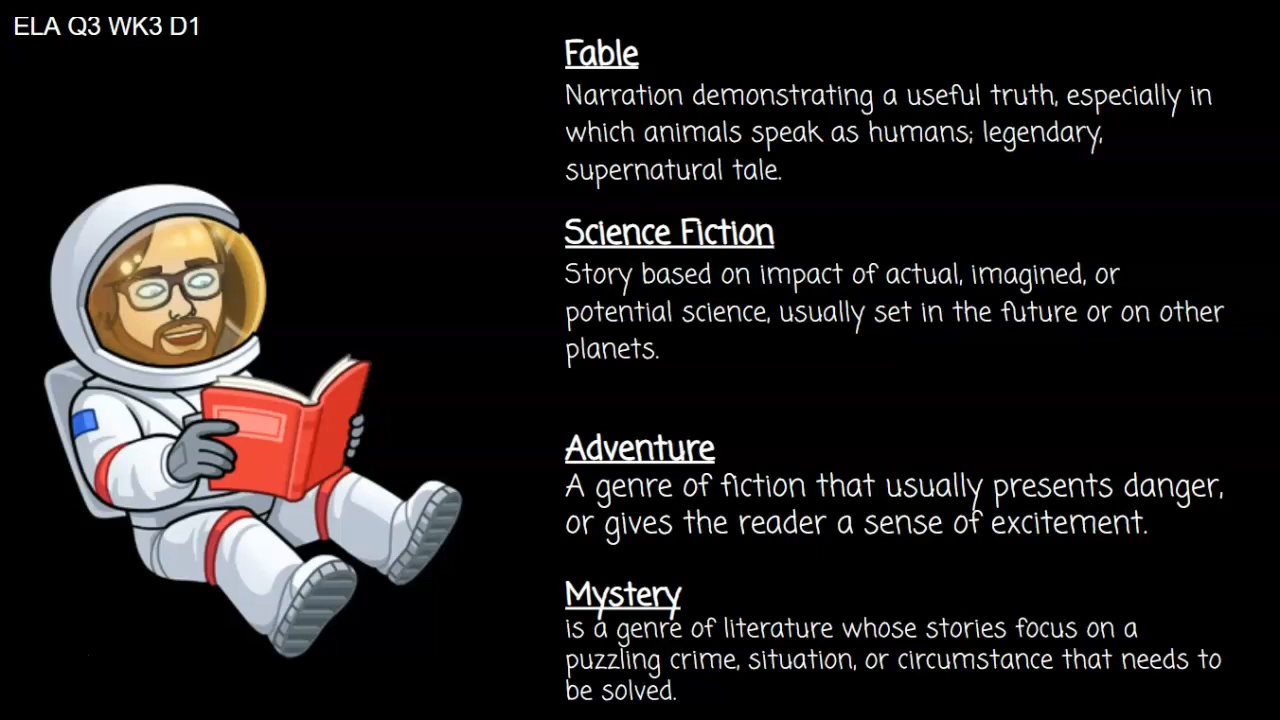 ELA Q3 WK3 D1
Fable
Narration demonstrating a useful truth, especially in
which animals speak as humans; legendary,
supernatural tale.
Science Fiction
Story based on impact of actual, imagined, or
potential science, usually set in the future or on other
planets.
Adventure
A genre of fiction that usually presents danger,
or gives the reader a sense of excitement.
Mystery
is a genre of literature whose stories focus on a
puzzling crime, situation, or circumstance that needs to
be solved.